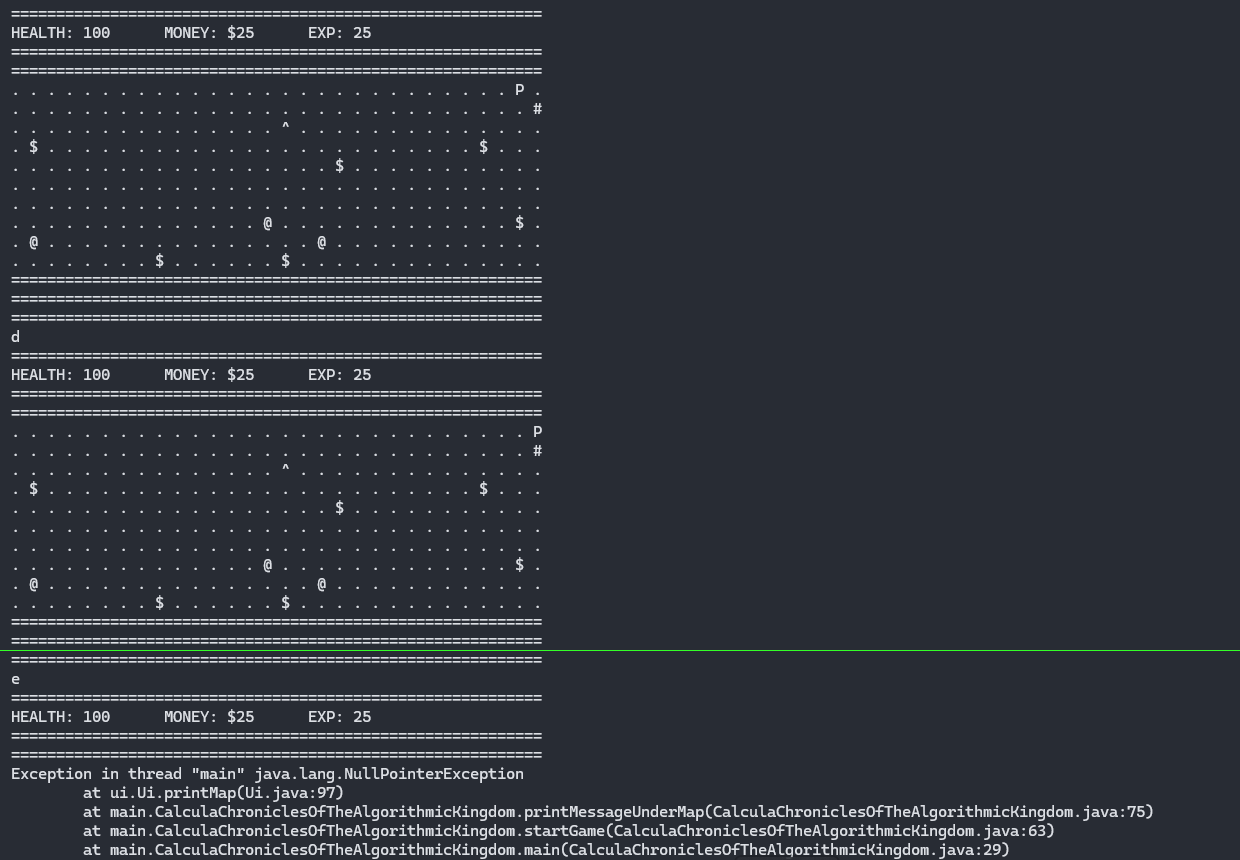 ===========================================================
HEALTH: 100      MONEY: $25      EXP: 25
===========================================================
===========================================================
. . . . . . . . . . . . . . . . . . . . . . . . . . . . P .
. . . . . . . . . . . . . . . . . . . . . . . . . . . . . #
. . . . . . . . . . . . . . . ^ . . . . . . . . . . . . . .
. $ . . . . . . . . . . . . . . . . . . . . . . . . $ . . .
. . . . . . . . . . . . . . . . . . $ . . . . . . . . . . .
. . . . . . . . . . . . . . . . . . . . . . . . . . . . . .
. . . . . . . . . . . . . . . . . . . . . . . . . . . . . .
. . . . . . . . . . . . . . @ . . . . . . . . . . . . . $ .
. @ . . . . . . . . . . . . . . . @ . . . . . . . . . . . .
. . . . . . . . $ . . . . . . $ . . . . . . . . . . . . . .
===========================================================
===========================================================
===========================================================
d
===========================================================
HEALTH: 100      MONEY: $25      EXP: 25
===========================================================
===========================================================
. . . . . . . . . . . . . . . . . . . . . . . . . . . . . P
. . . . . . . . . . . . . . . . . . . . . . . . . . . . . #
. . . . . . . . . . . . . . . ^ . . . . . . . . . . . . . .
. $ . . . . . . . . . . . . . . . . . . . . . . . . $ . . .
. . . . . . . . . . . . . . . . . . $ . . . . . . . . . . .
. . . . . . . . . . . . . . . . . . . . . . . . . . . . . .
. . . . . . . . . . . . . . . . . . . . . . . . . . . . . .
. . . . . . . . . . . . . . @ . . . . . . . . . . . . . $ .
. @ . . . . . . . . . . . . . . . @ . . . . . . . . . . . .
. . . . . . . . $ . . . . . . $ . . . . . . . . . . . . . .
===========================================================
===========================================================
===========================================================
e
===========================================================
HEALTH: 100      MONEY: $25      EXP: 25
===========================================================
===========================================================
Exception in thread "main" java.lang.NullPointerException
        at ui.Ui.printMap(Ui.java:97)
        at main.CalculaChroniclesOfTheAlgorithmicKingdom.printMessageUnderMap(CalculaChroniclesOfTheAlgorithmicKingdom.java:75)
        at main.CalculaChroniclesOfTheAlgorithmicKingdom.startGame(CalculaChroniclesOfTheAlgorithmicKingdom.java:63)
        at main.CalculaChroniclesOfTheAlgorithmicKingdom.main(CalculaChroniclesOfTheAlgorithmicKingdom.java:29)